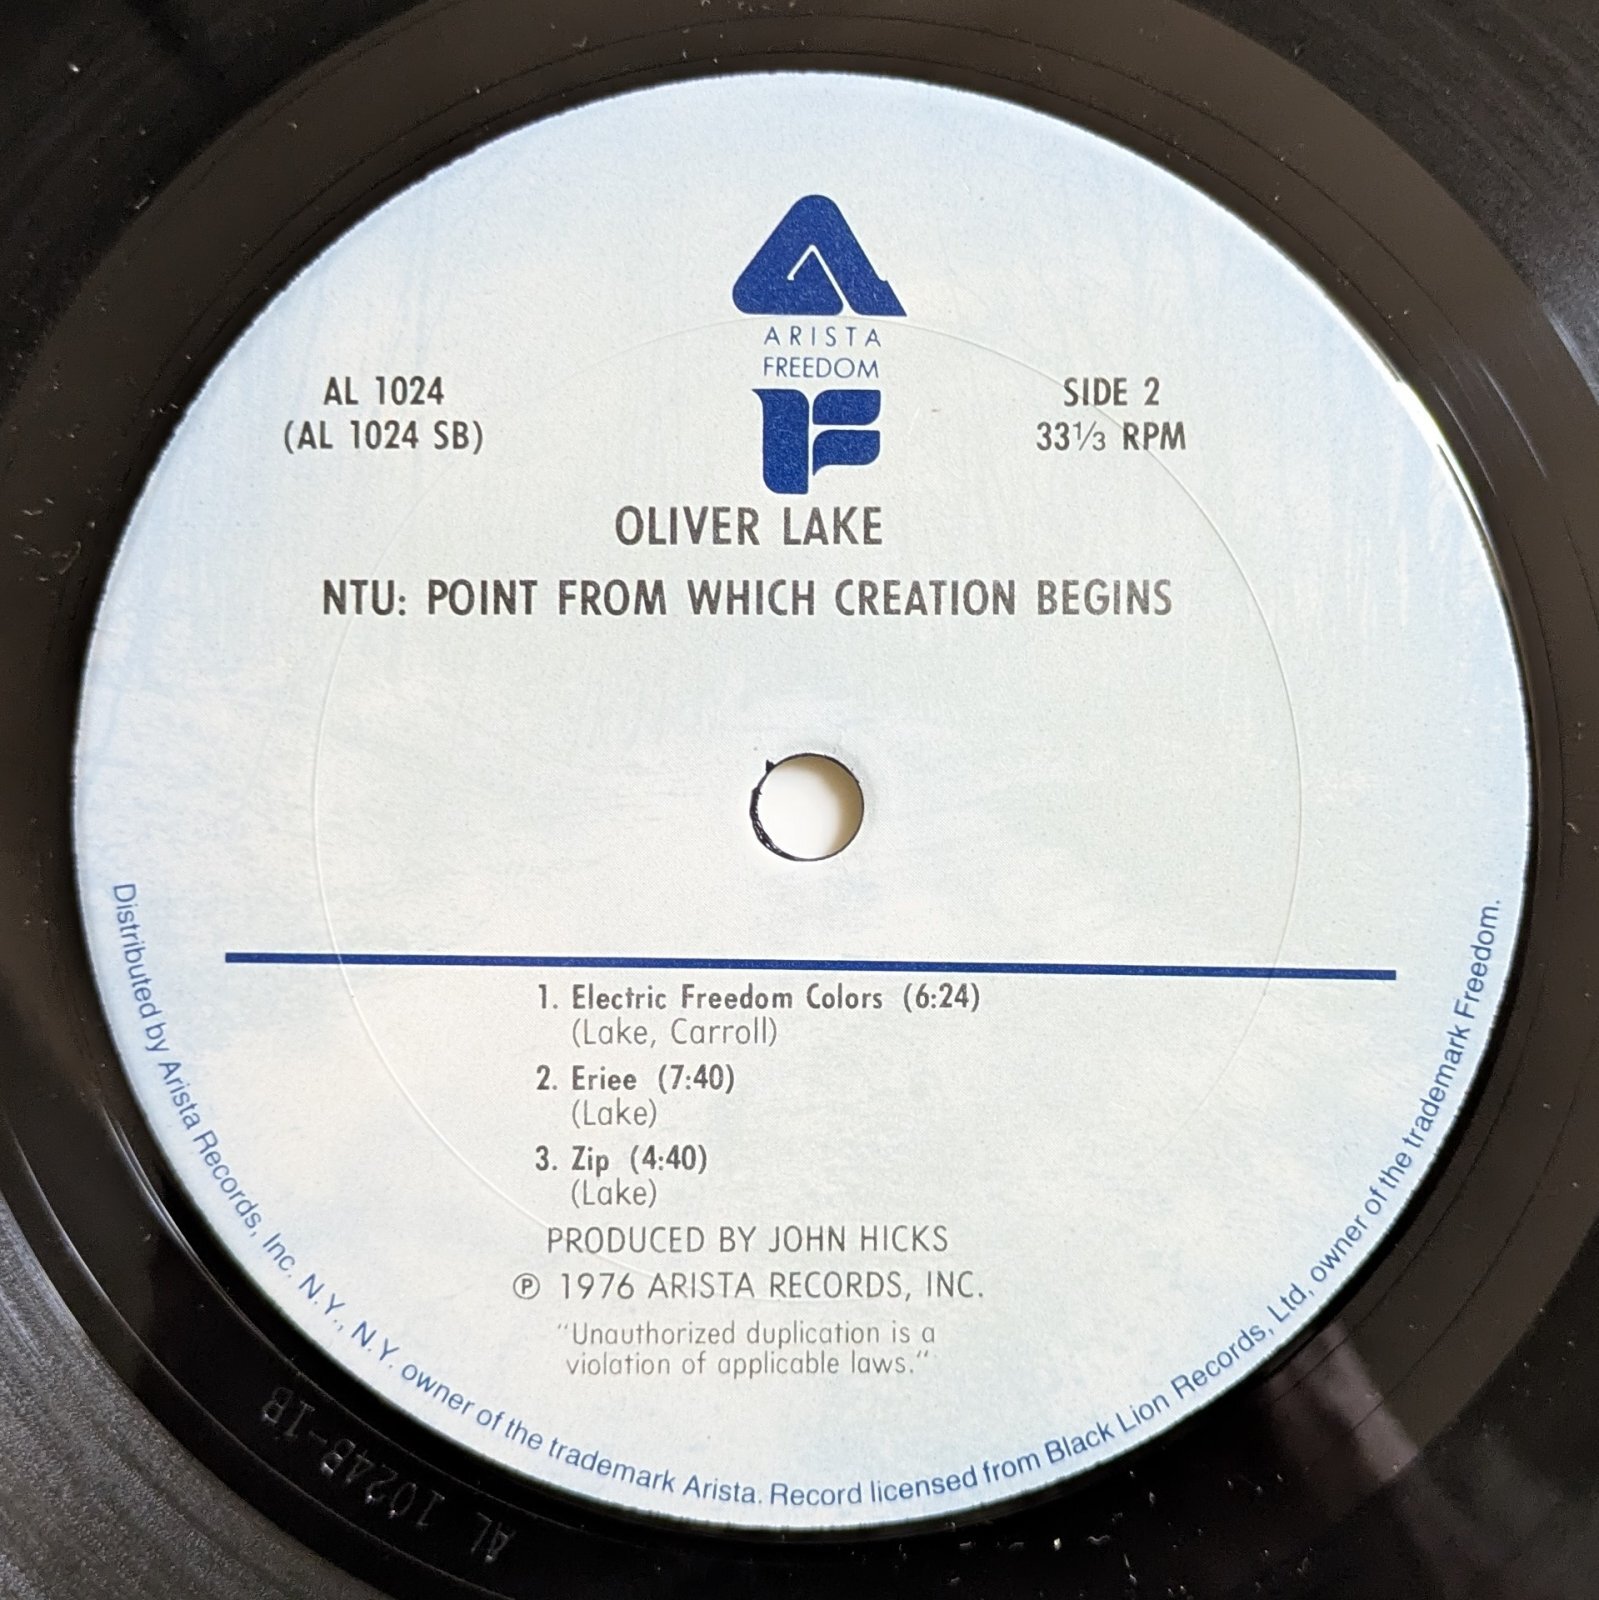 ARISTA
FREEDOM
AL 1024
(AL 1024 SB)
SIDE 2
33⅓ RPM
OLIVER LAKE
NTU: POINT FROM WHICH CREATION BEGINS
1. Electric Freedom Colors (6:24)
(Lake, Carroll)
2. Eriee (7:40)
(Lake)
3. Zip (4:40)
(Lake)
PRODUCED BY JOHN HICKS
℗ 1976 ARISTA RECORDS, INC.
"Unauthorized duplication is a
violation of applicable laws."
Distributed by Arista Records, Inc. N.Y., N.Y. owner of the trademark Arista. Record licensed from Black Lion Records, Ltd, owner of the trademark Freedom.
AL 1024B-1B